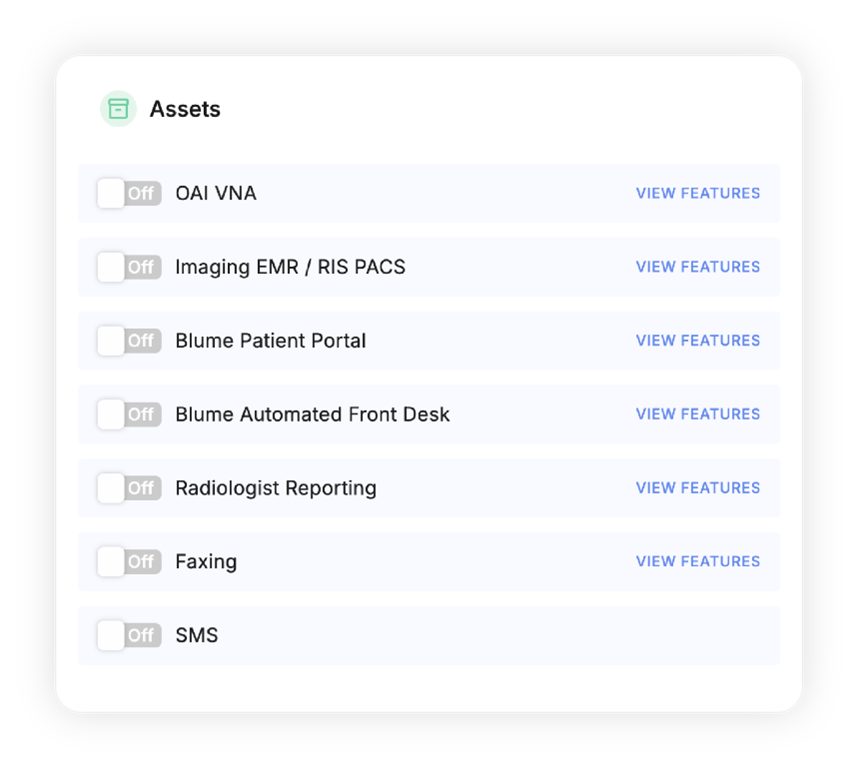 Assets
Off OAI VNA VIEW FEATURES
Off Imaging EMR / RIS PACS VIEW FEATURES
Off Blume Patient Portal VIEW FEATURES
Off Blume Automated Front Desk VIEW FEATURES
Off Radiologist Reporting VIEW FEATURES
Off Faxing VIEW FEATURES
Off SMS